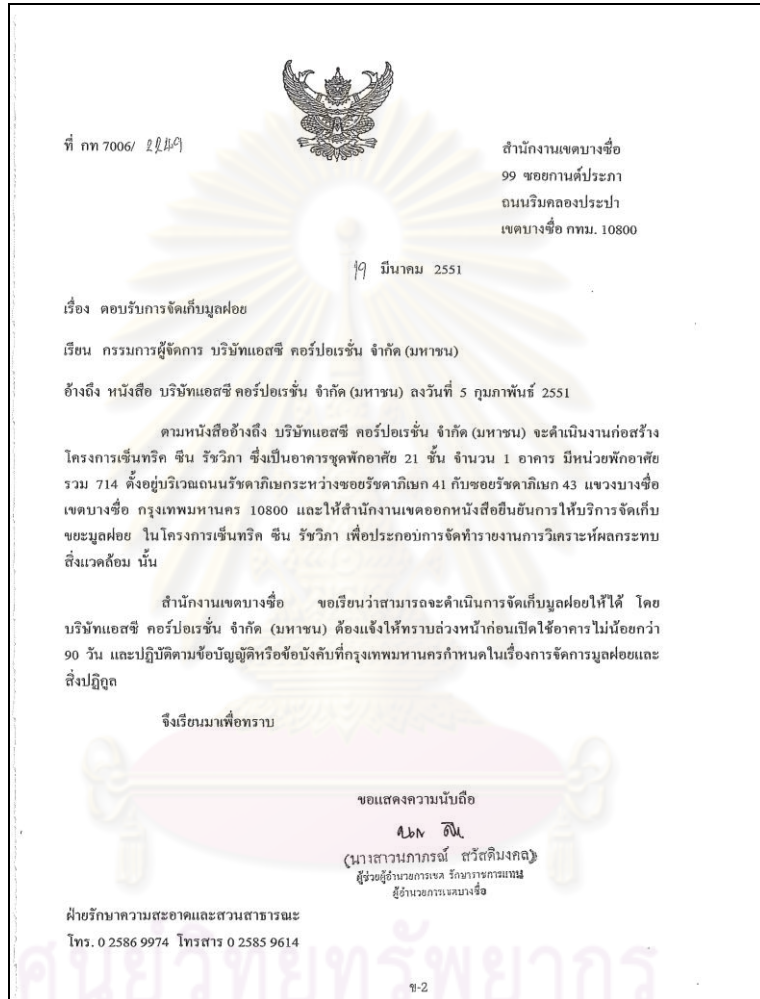 ที่ กท 7006/ 2249
สำนักงานเขตบางซื่อ
99 ซอยกานต์ประภา
ถนนริมคลองประปา
เขตบางซื่อ กทม. 10800
19 มีนาคม 2551
เรื่อง ตอบรับการจัดเก็บมูลฝอย
เรียน กรรมการผู้จัดการ บริษัทแอสซี คอร์ปอเรชั่น จำกัด (มหาชน)
อ้างถึง หนังสือ บริษัทแอสซี คอร์ปอเรชั่น จำกัด (มหาชน) ลงวันที่ 5 กุมภาพันธ์ 2551
ตามหนังสืออ้างถึง บริษัทแอสซี คอร์ปอเรชั่น จำกัด (มหาชน) จะดำเนินงานก่อสร้าง
โครงการเซ็นทริค ซีน รัชวิภา ซึ่งเป็นอาคารชุดพักอาศัย 21 ชั้น จำนวน 1 อาคาร มีหน่วยพักอาศัย
รวม 714 ตั้งอยู่บริเวณถนนรัชดาภิเษกระหว่างซอยรัชดาภิเษก 41 กับซอยรัชดาภิเษก 43 แขวงบางซื่อ
เขตบางซื่อ กรุงเทพมหานคร 10800 และให้สำนักงานเขตออกหนังสือยืนยันการให้บริการจัดเก็บ
ขยะมูลฝอย ในโครงการเซ็นทริค ซีน รัชวิภา เพื่อประกอบการจัดทำรายงานการวิเคราะห์ผลกระทบ
สิ่งแวดล้อม นั้น
สำนักงานเขตบางซื่อ ขอเรียนว่าสามารถจะดำเนินการจัดเก็บมูลฝอยให้ได้ โดย
บริษัทแอสซี คอร์ปอเรชั่น จำกัด (มหาชน) ต้องแจ้งให้ทราบล่วงหน้าก่อนเปิดใช้อาคารไม่น้อยกว่า
90 วัน และปฏิบัติตามข้อบัญญัติหรือข้อบังคับที่กรุงเทพมหานครกำหนดในเรื่องการจัดการมูลฝอยและ
สิ่งปฏิกูล
จึงเรียนมาเพื่อทราบ
ขอแสดงความนับถือ
(นางสาวนภาภรณ์ สวัสดิมงคล)
ผู้ช่วยผู้อำนวยการเขต รักษาราชการแทน
ผู้อำนวยการเขตบางซื่อ
ฝ่ายรักษาความสะอาดและสวนสาธารณะ
โทร. 0 2586 9974 โทรสาร 0 2585 9614
ศูนย์วิทยทรัพยากร
ข-2